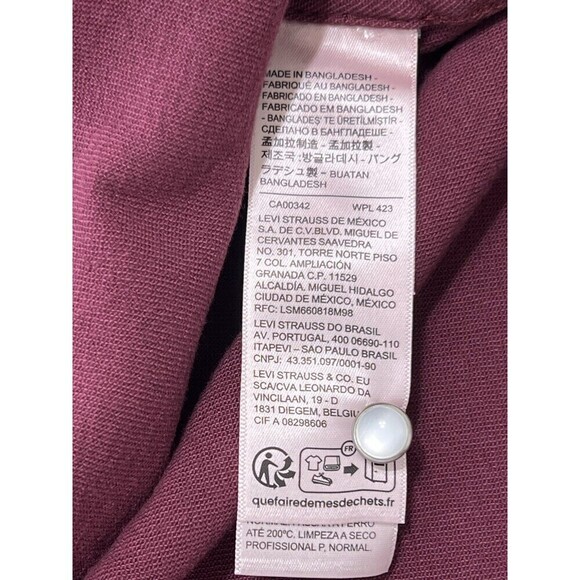 MADE IN BANGLADESH -
FABRIQUÉ AU BANGLADESH -
FABRICADO EN BANGLADESH -
FABRICADO EM BANGLADESH
- BANGLADEŞ' TE ÜRETİLMİŞTİR -
СДЕЛАНО В БАНГЛАДЕШЕ -
孟加拉制造 - 孟加拉製 -
제조국 :방글라데시 - バング
ラデシュ製 - BUATAN
BANGLADESH
CA00342 WPL 423
LEVI STRAUSS DE MÉXICO
S.A. DE C.V.BLVD. MIGUEL DE
CERVANTES SAAVEDRA
NO. 301, TORRE NORTE PISO
7 COL. AMPLIACIÓN
GRANADA C.P. 11529
ALCALDÍA. MIGUEL HIDALGO
CIUDAD DE MÉXICO, MÉXICO
RFC: LSM660818M98
LEVI STRAUSS DO BRASIL
AV. PORTUGAL, 400 06690-110
ITAPEVI – SÃO PAULO BRASIL
CNPJ: 43.351.097/0001-90
LEVI STRAUSS & CO. EU
SCA/CVA LEONARDO DA
VINCILAAN, 19 - D
1831 DIEGEM, BELGI
CIF A 08298606
FR
quefairedemesdechets.fr
ATÉ 200°C. LIMPEZA A SECO
PROFISSIONAL P, NORMAL.